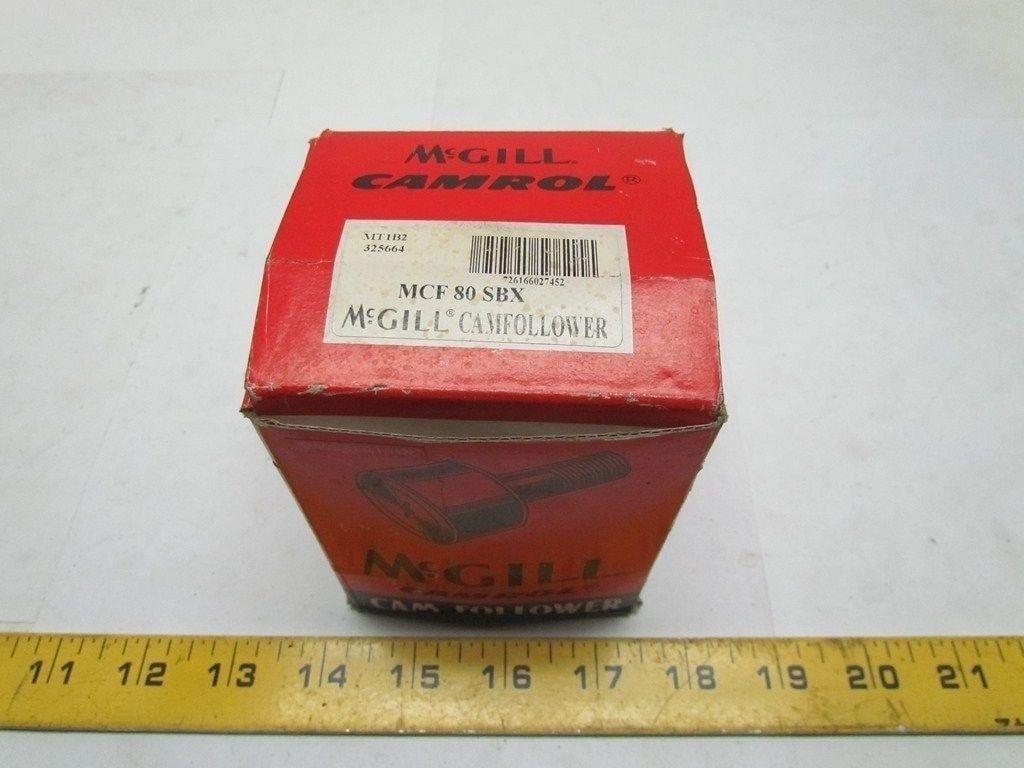 McGILL®
CAMROL®
MT1B2
325664
726166027452
MCF 80 SBX
McGILL® CAMFOLLOWER
McGILL
CAMROL
CAM FOLLOWER
11 12 13 14 15 16 17 18 19 20 21